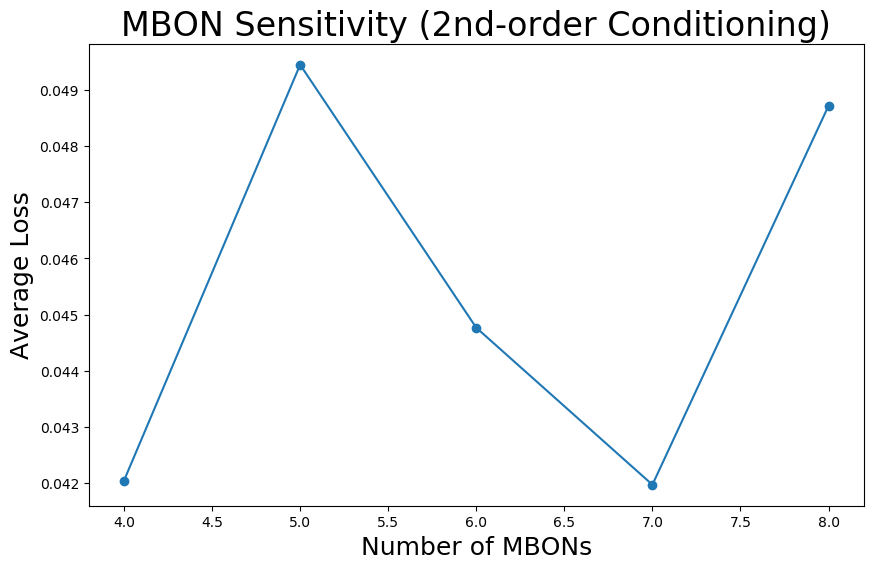 MBON Sensitivity (2nd-order Conditioning)
Average Loss
0.049
0.048
0.047
0.046
0.045
0.044
0.043
0.042
4.0 4.5 5.0 5.5 6.0 6.5 7.0 7.5 8.0
Number of MBONs